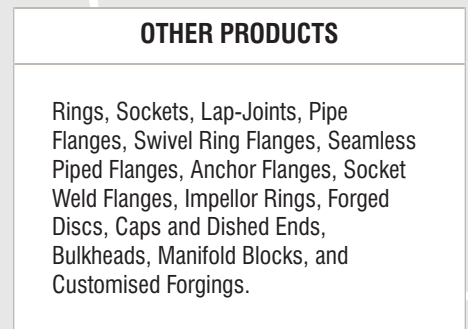 OTHER PRODUCTS
Rings, Sockets, Lap-Joints, Pipe
Flanges, Swivel Ring Flanges, Seamless
Piped Flanges, Anchor Flanges, Socket
Weld Flanges, Impellor Rings, Forged
Discs, Caps and Dished Ends,
Bulkheads, Manifold Blocks, and
Customised Forgings.